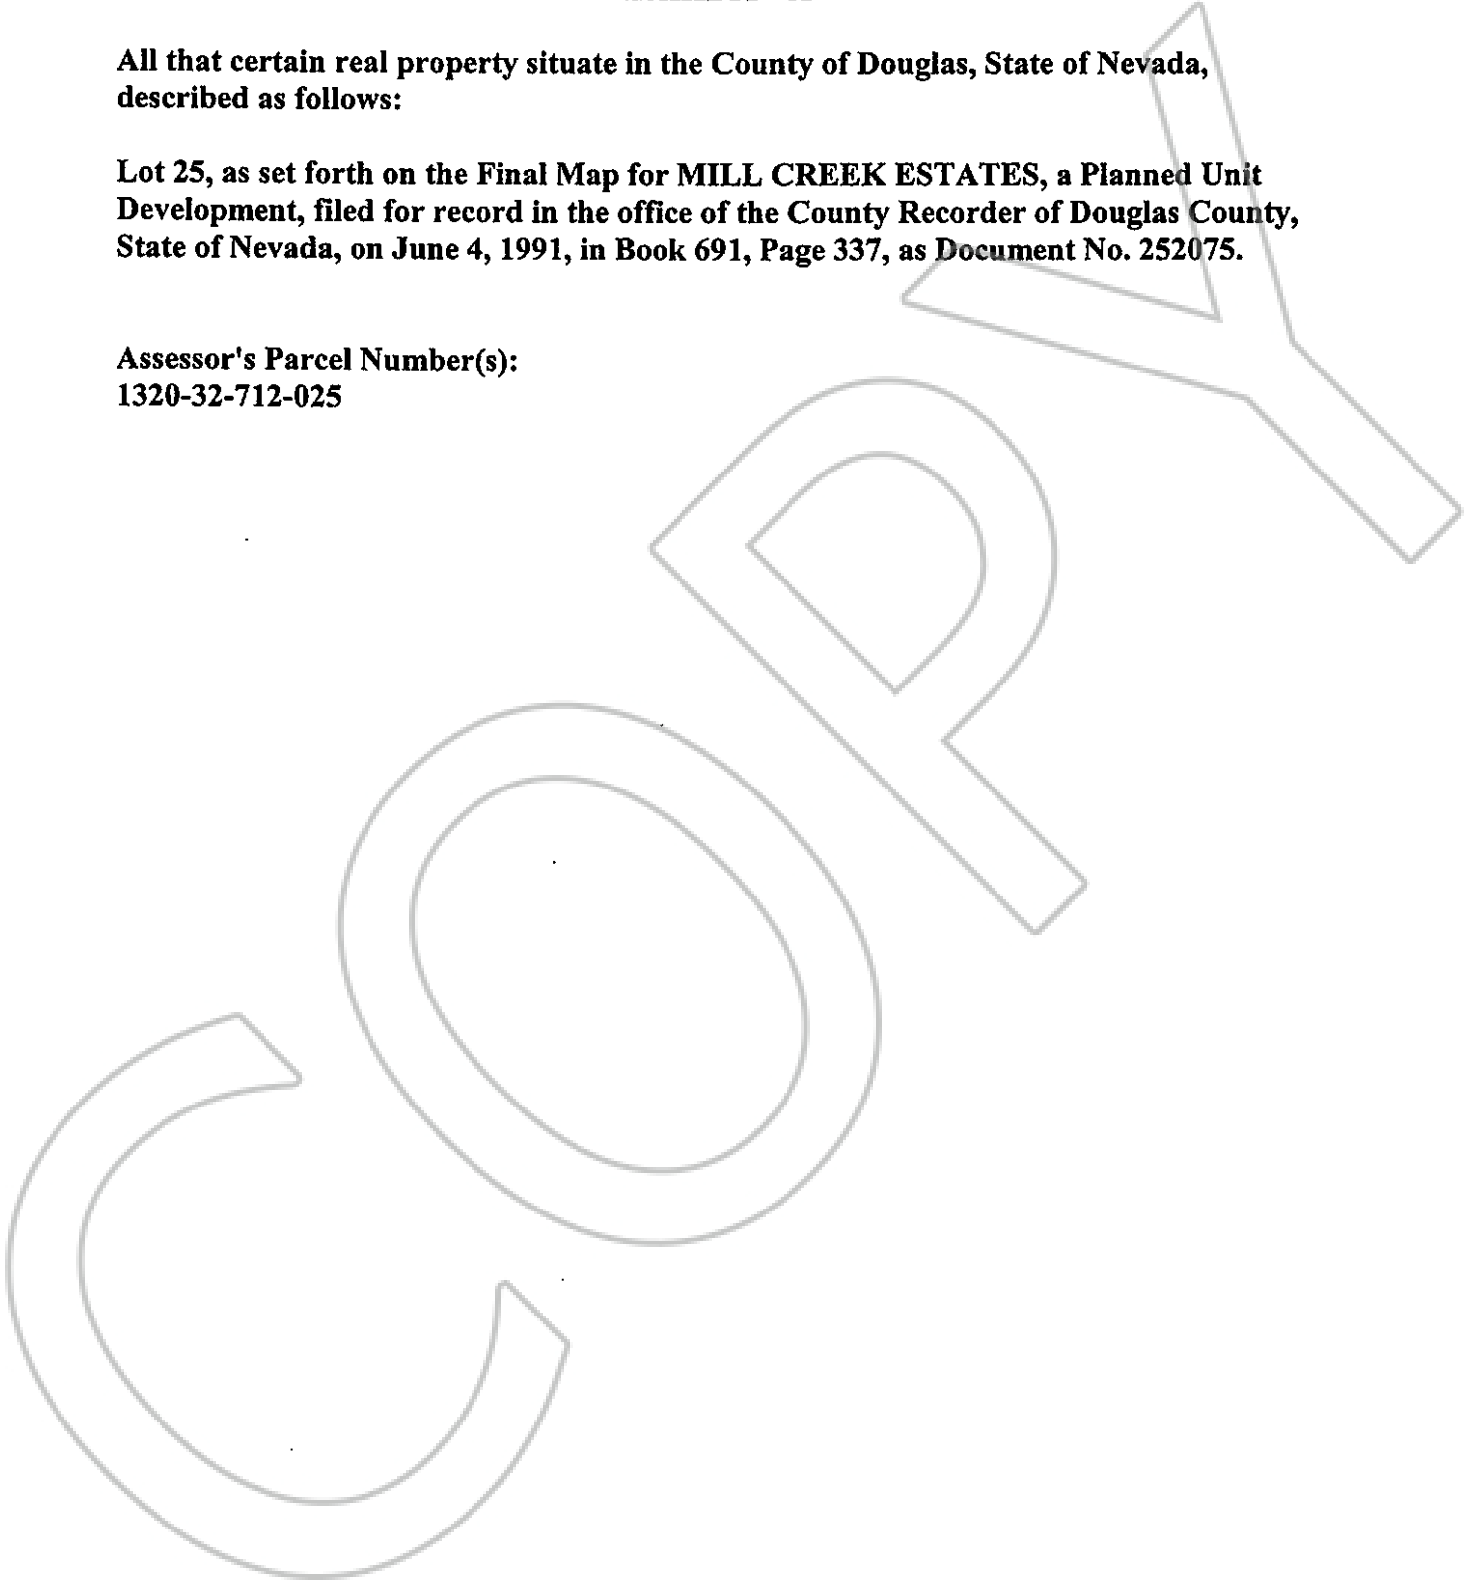 All that certain real property situate in the County of Douglas, State of Nevada,
described as follows:
Lot 25, as set forth on the Final Map for MILL CREEK ESTATES, a Planned Unit
Development, filed for record in the office of the County Recorder of Douglas County,
State of Nevada, on June 4, 1991, in Book 691, Page 337, as Document No. 252075.
Assessor's Parcel Number(s):
1320-32-712-025
COPY